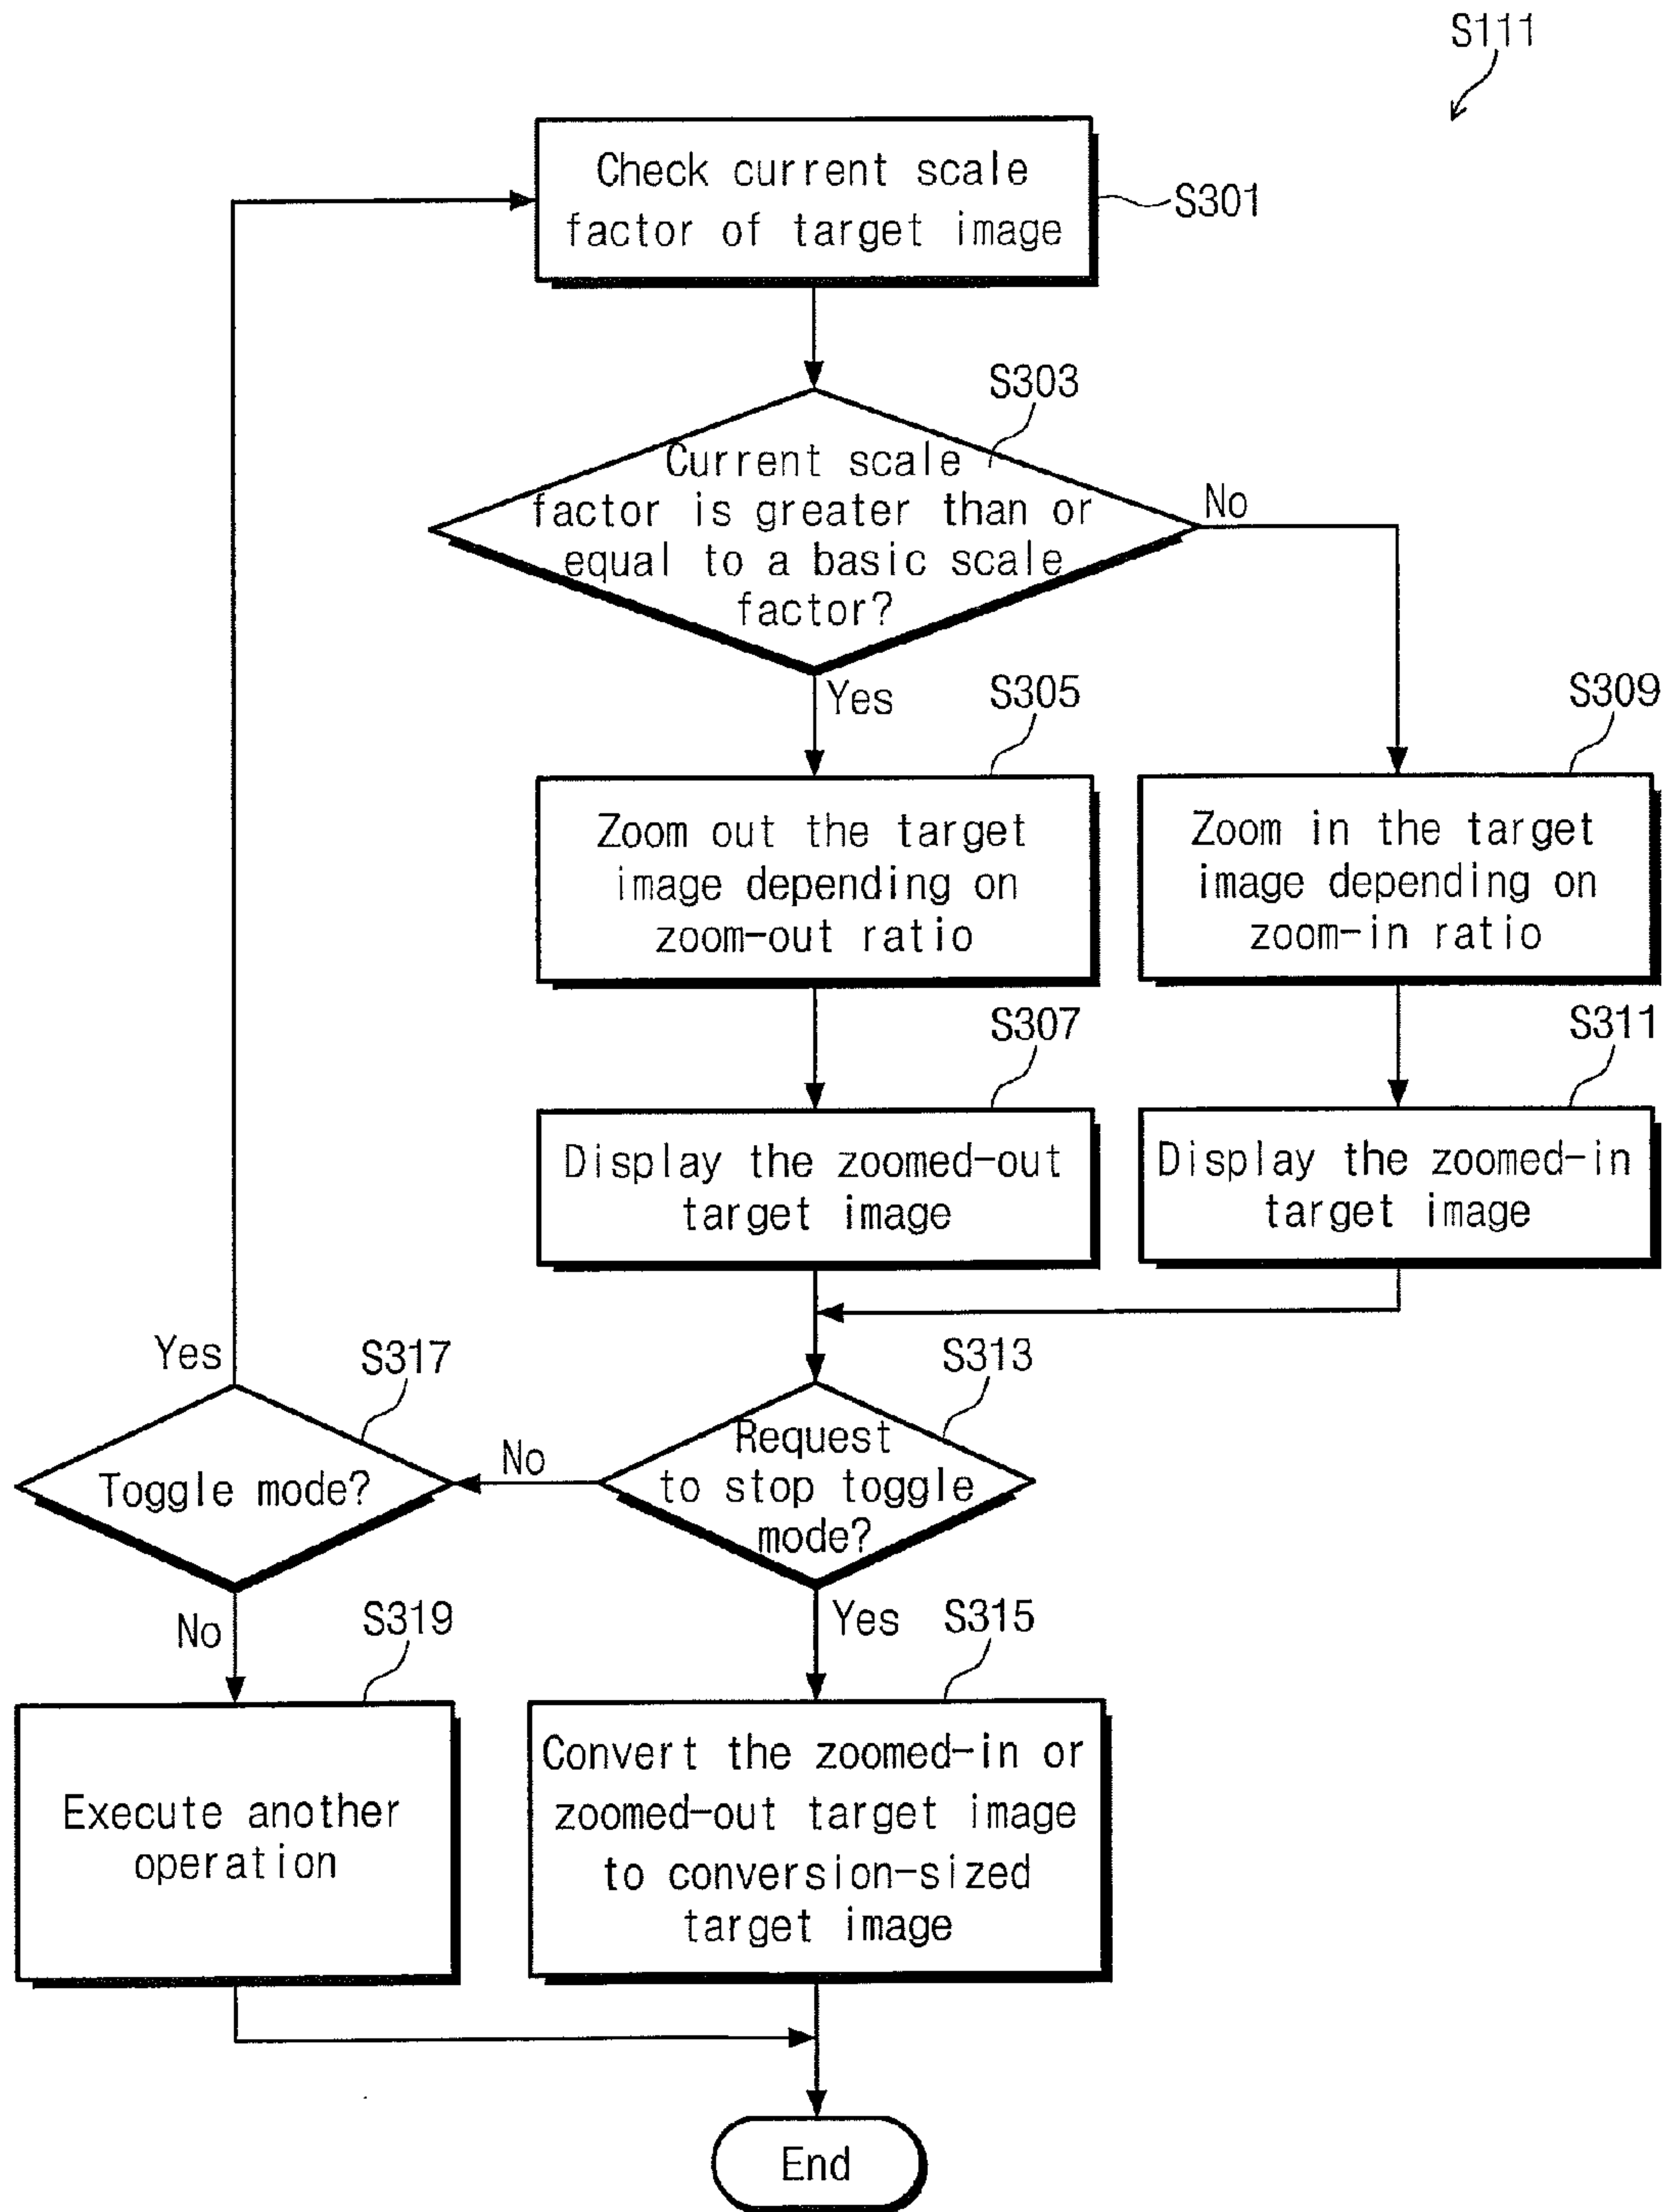 S111
Check current scale
factor of target image
S301
S303
Current scale
factor is greater than or
equal to a basic scale
factor?
No
Yes
S305
S309
Zoom out the target
image depending on
zoom-out ratio
Zoom in the target
image depending on
zoom-in ratio
S307
S311
Display the zoomed-out
target image
Display the zoomed-in
target image
Yes
S317
S313
Toggle mode?
No
Request
to stop toggle
mode?
No
S319
Yes
S315
Execute another
operation
Convert the zoomed-in or
zoomed-out target image
to conversion-sized
target image
End